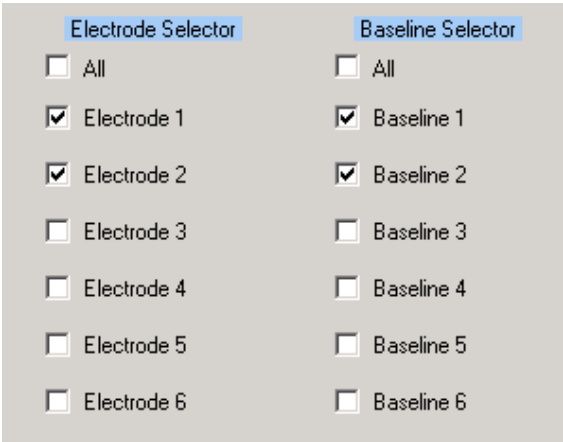 Electrode Selector
All
Electrode 1
Electrode 2
Electrode 3
Electrode 4
Electrode 5
Electrode 6
Baseline Selector
All
Baseline 1
Baseline 2
Baseline 3
Baseline 4
Baseline 5
Baseline 6